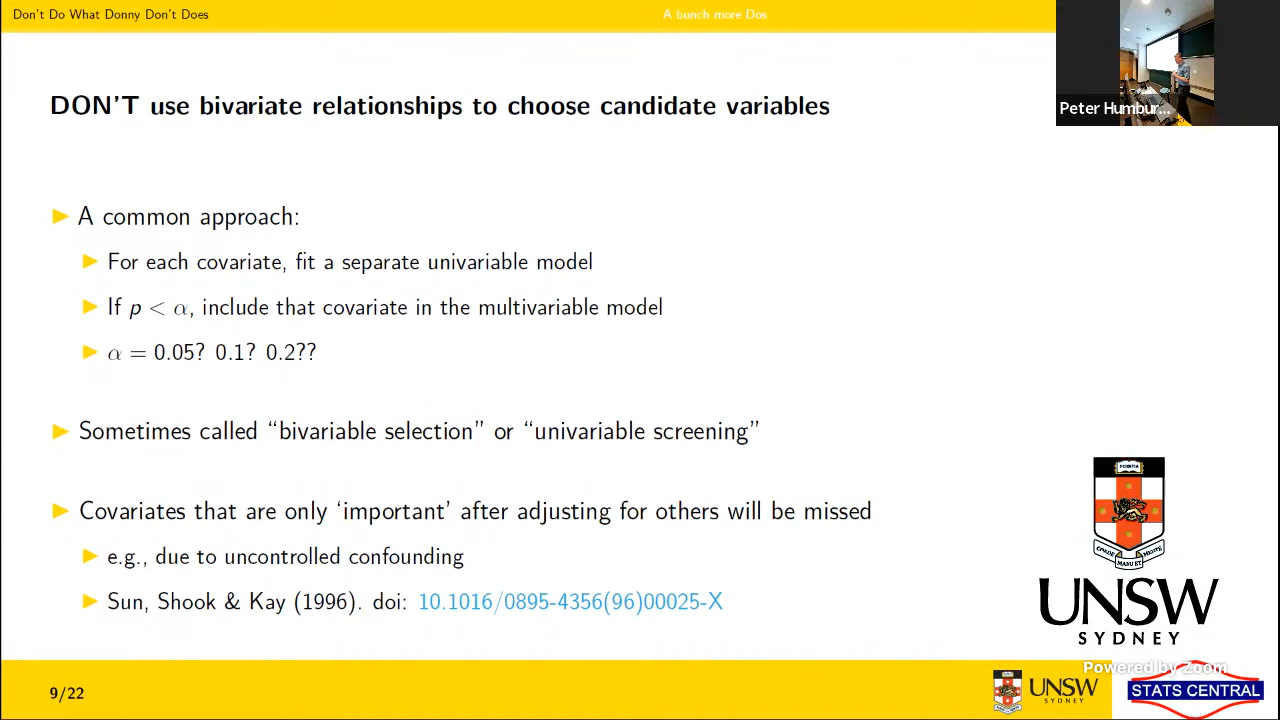 Don't Do What Donny Don't Does
A bunch more Dos
Peter Humbur...
DON'T use bivariate relationships to choose candidate variables
A common approach:
For each covariate, fit a separate univariable model
If p < α, include that covariate in the multivariable model
α = 0.05? 0.1? 0.2??
Sometimes called “bivariable selection” or “univariable screening”
Covariates that are only ‘important’ after adjusting for others will be missed
e.g., due to uncontrolled confounding
Sun, Shook & Kay (1996). doi: 10.1016/0895-4356(96)00025-X
UNSW
SYDNEY
Powered by Zoom
9/22
UNSW
SYDNEY
STATS CENTRAL